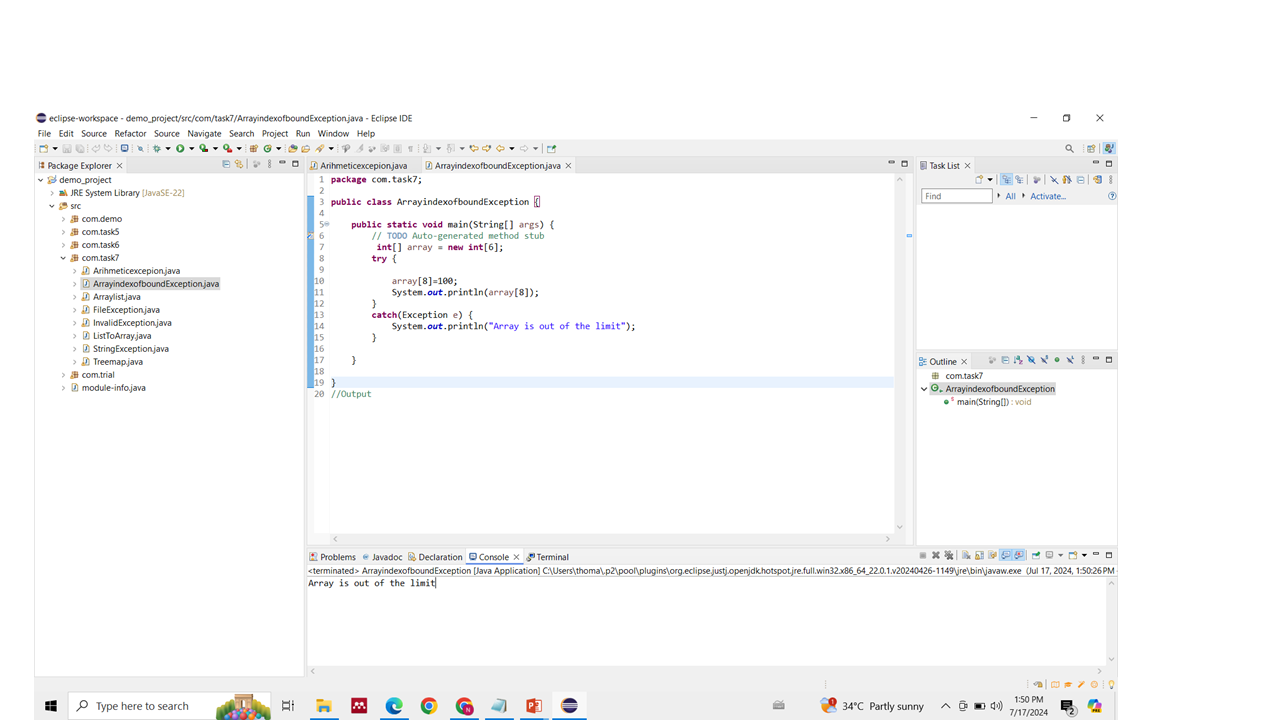 eclipse-workspace - demo_project/src/com/task7/ArrayindexofboundException.java - Eclipse IDE
File Edit Source Refactor Source Navigate Search Project Run Window Help
Package Explorer
demo_project
JRE System Library [JavaSE-22]
src
com.demo
com.task5
com.task6
com.task7
Arihmeticexcepion.java
ArrayindexofboundException.java
Arraylist.java
FileException.java
InvalidException.java
ListToArray.java
StringException.java
Treemap.java
com.trial
module-info.java
Arihmeticexcepion.java ArrayindexofboundException.java
1 package com.task7;
2
3 public class ArrayindexofboundException {
4
5 public static void main(String[] args) {
6 // TODO Auto-generated method stub
7 int[] array = new int[6];
8 try {
9
10 array[8]=100;
11 System.out.println(array[8]);
12 }
13 catch(Exception e) {
14 System.out.println("Array is out of the limit");
15 }
16
17 }
18
19 }
20 //Output
Task List
Find All Activate...
Outline
com.task7
ArrayindexofboundException
main(String[]) : void
Problems Javadoc Declaration Console Terminal
<terminated> ArrayindexofboundException [Java Application] C:\Users\thoma\.p2\pool\plugins\org.eclipse.justj.openjdk.hotspot.jre.full.win32.x86_64_22.0.1.v20240426-1149\jre\bin\javaw.exe (Jul 17, 2024, 1:50:26 PM
Array is out of the limit
Type here to search
34°C Partly sunny
1:50 PM
7/17/2024
2